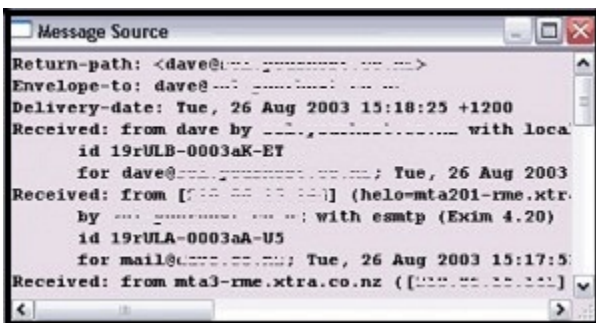 Message Source
Return-path: <dave@
Envelope-to: dave@
Delivery-date: Tue, 26 Aug 2003 15:18:25 +1200
Received: from dave by with loca
id 19rULB-0003aK-ET
for dave@ ; Tue, 26 Aug 2003
Received: from [ ] (helo=mta201-rme.xtr
by ; with esmtp (Exim 4.20)
id 19rULA-0003aA-U5
for mail@ ; Tue, 26 Aug 2003 15:17:5
Received: from mta3-rme.xtra.co.nz ([ ]